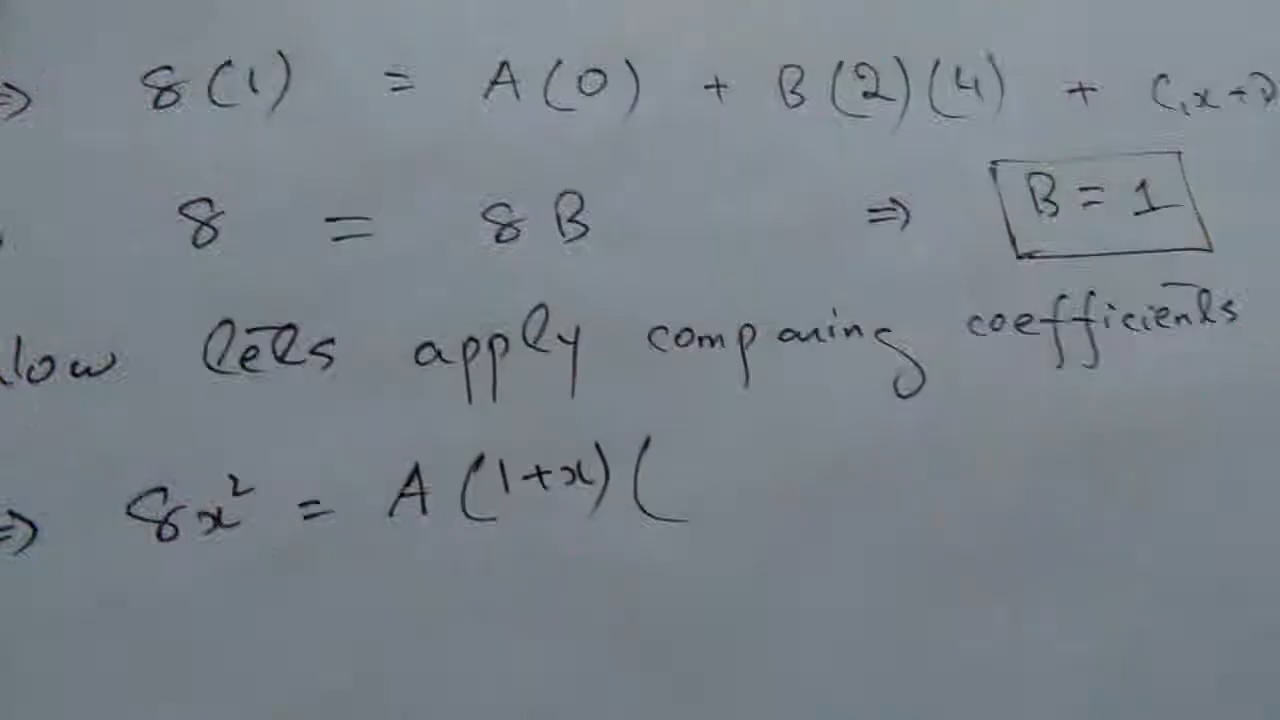 ⇒ 8(1) = A(0) + B(2)(4) + (
8 = 8B ⇒ B = 1
Now lets apply comparing coefficients
⇒ 8x² = A(1+x)(